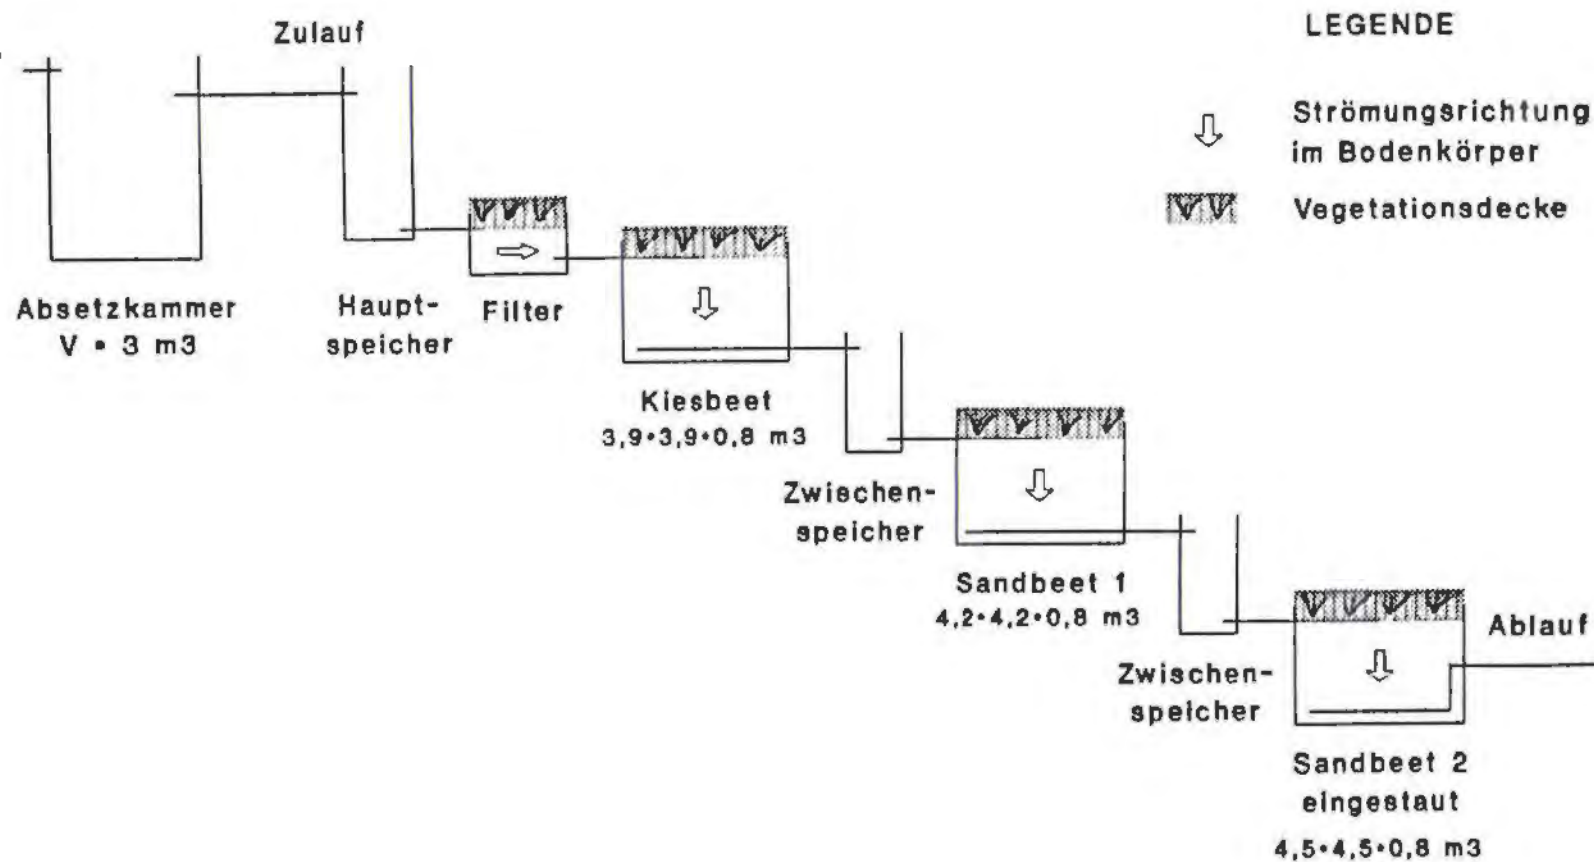 Zulauf
LEGENDE
Strömungsrichtung
im Bodenkörper
Vegetationsdecke
Absetzkammer
V • 3 m3
Haupt-
speicher
Filter
Kiesbeet
3,9•3,9•0,8 m3
Zwischen-
speicher
Sandbeet 1
4,2•4,2•0,8 m3
Zwischen-
speicher
Ablauf
Sandbeet 2
eingestaut
4,5•4,5•0,8 m3